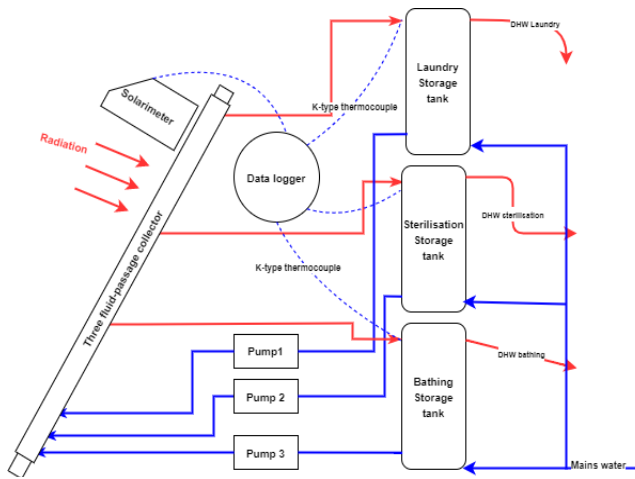 DHW Laundry
Laundry
Storage
tank
Solarimeter
K-type thermocouple
Radiation
Data logger
Three fluid-passage collector
Sterilisation
Storage
tank
DHW sterilisation
K-type thermocouple
Pump1
Pump 2
Pump 3
Bathing
Storage
tank
DHW bathing
Mains water